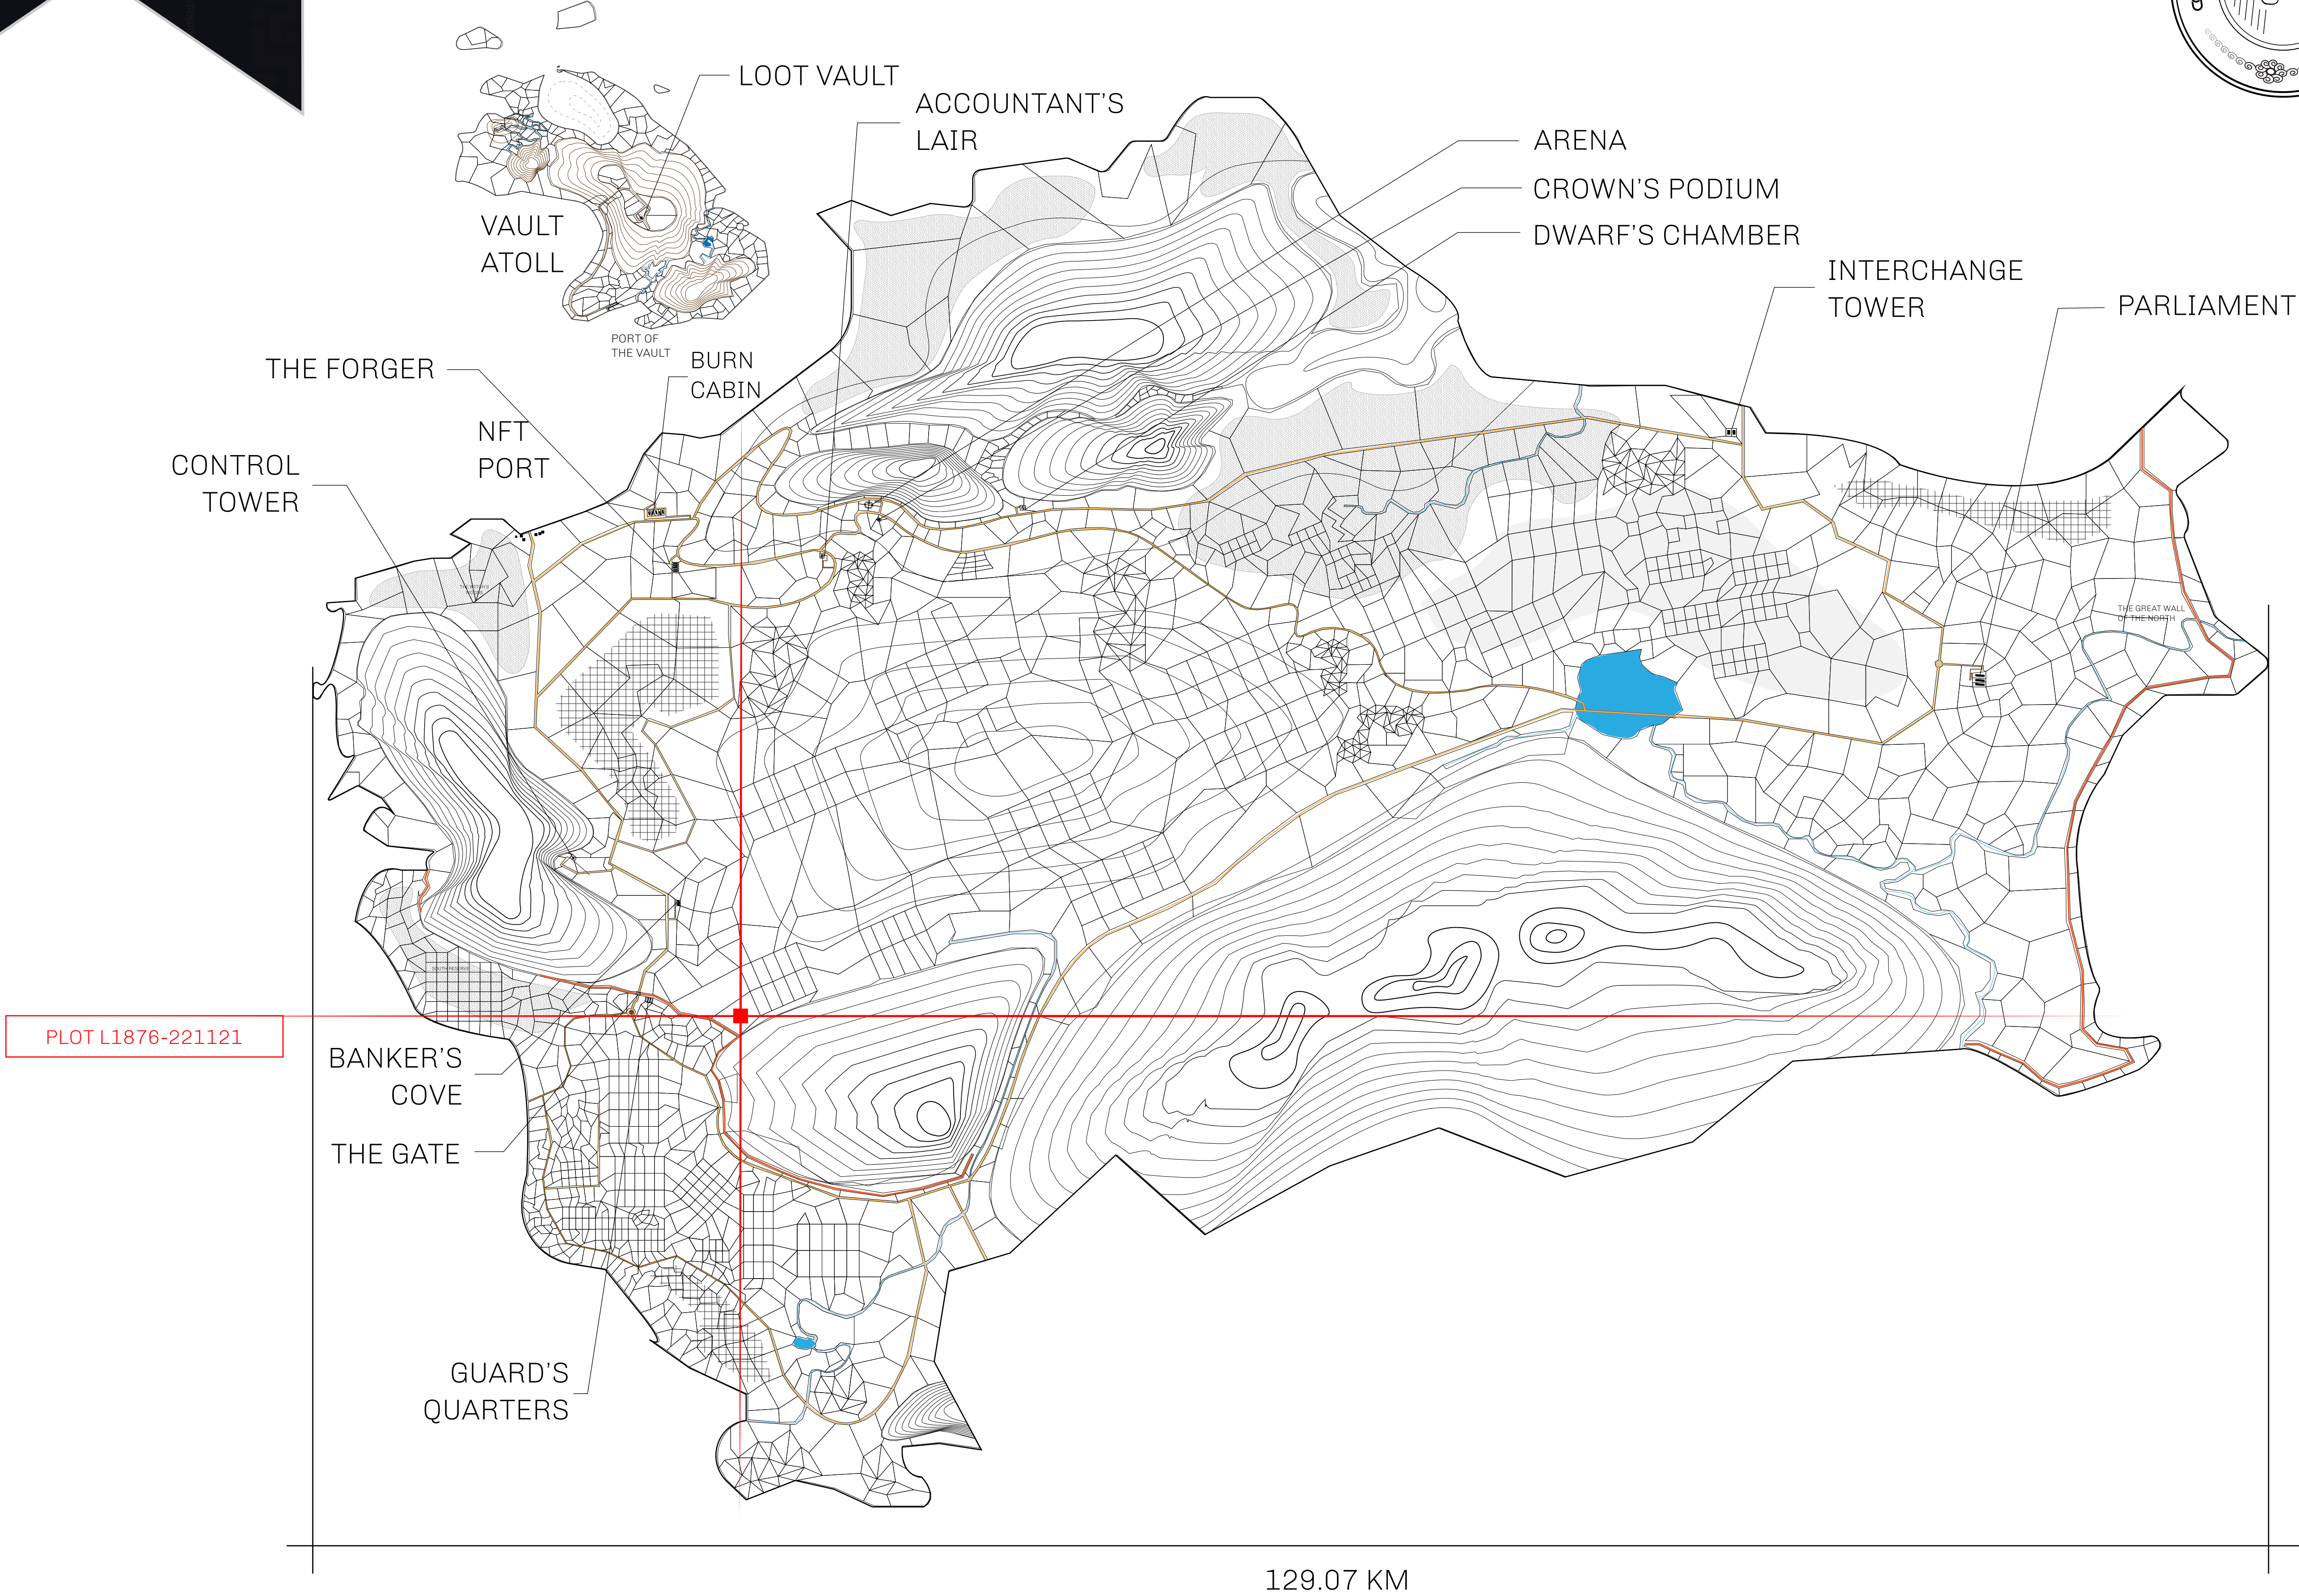 LOOT VAULT
ACCOUNTANT'S
LAIR
ARENA
CROWN'S PODIUM
DWARF'S CHAMBER
VAULT
ATOLL
INTERCHANGE
TOWER
PARLIAMENT
PORT OF
THE VAULT
THE FORGER
BURN
CABIN
NFT
PORT
CONTROL
TOWER
THE GREAT WALL
OF THE NORTH
SOUTH RESERVE
PLOT L1876-221121
BANKER'S
COVE
THE GATE
GUARD'S
QUARTERS
129.07 KM